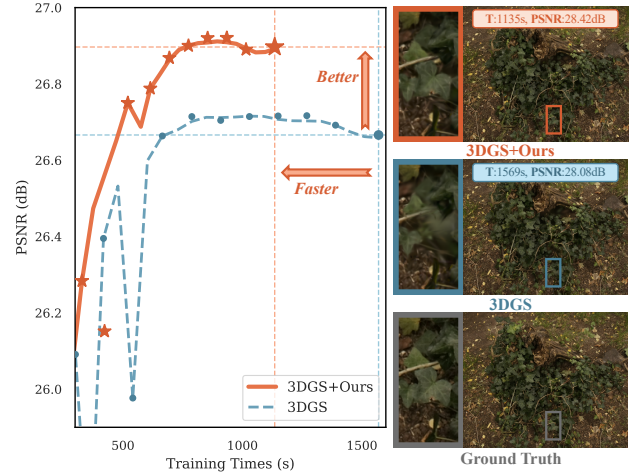 27.0
26.8
26.6
26.4
26.2
26.0
PSNR (dB)
500
1000
1500
Training Times (s)
Better
Faster
3DGS+Ours
3DGS
T:1135s, PSNR:28.42dB
3DGS+Ours
T:1569s, PSNR:28.08dB
3DGS
Ground Truth